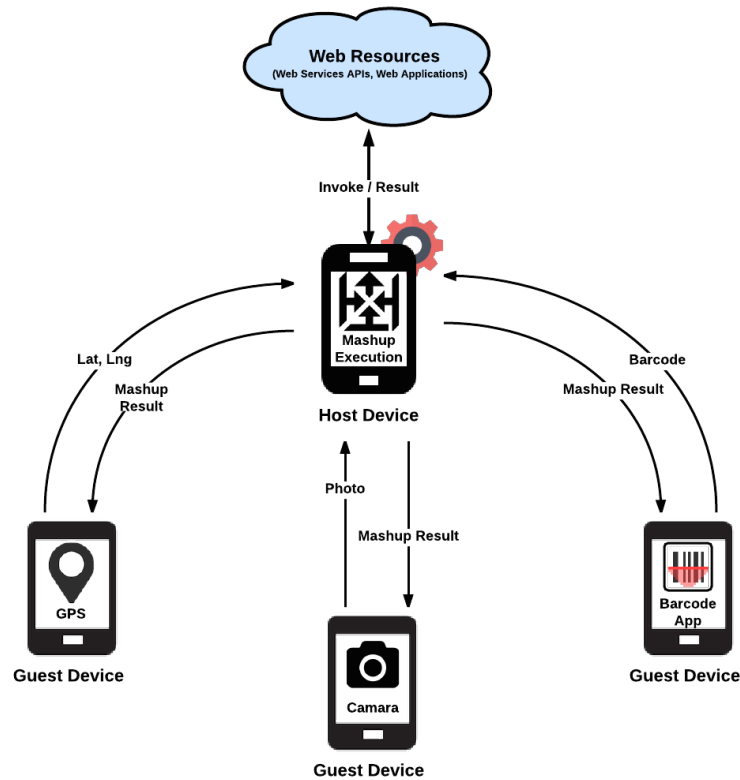 Web Resources
(Web Services APIs, Web Applications)
Invoke / Result
Mashup
Execution
Host Device
Lat, Lng
Mashup
Result
Barcode
Mashup Result
Photo
Mashup Result
GPS
Guest Device
Camara
Guest Device
Barcode
App
Guest Device